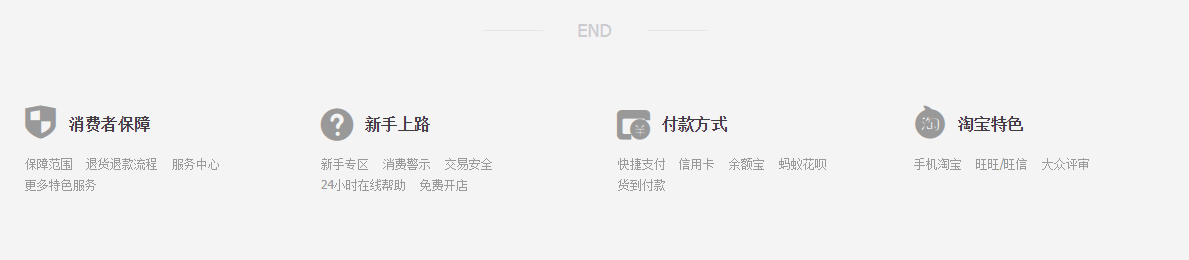 END
消费者保障
保障范围 退货退款流程 服务中心
更多特色服务
新手上路
新手专区 消费警示 交易安全
24小时在线帮助 免费开店
¥
付款方式
快捷支付 信用卡 余额宝 蚂蚁花呗
货到付款
淘
淘宝特色
手机淘宝 旺旺/旺信 大众评审